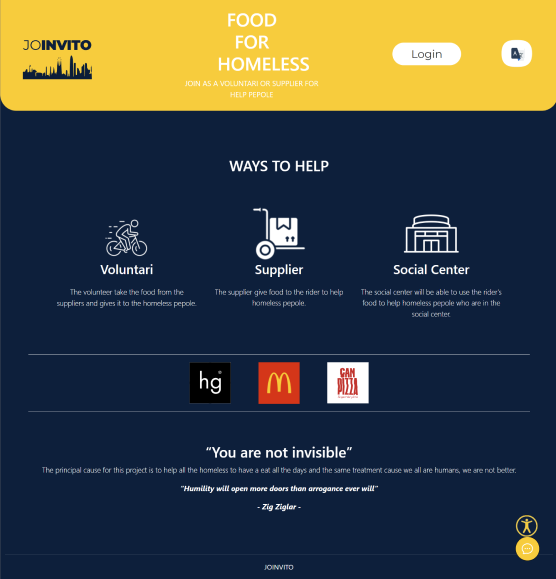 JOINVITO
FOOD
FOR
HOMELESS
JOIN AS A VOLUNTARI OR SUPPLIER FOR
HELP PEPOLE
Login
WAYS TO HELP
Voluntari
The volunteer take the food from the
suppliers and gives it to the homeless pepole.
Supplier
The supplier give food to the rider to help
homeless pepole.
Social Center
The social center will be able to use the rider's
food to help homeless pepole who are in the
social center.
hg
CAN
PIZZA
“You are not invisible”
The principal cause for this project is to help all the homeless to have a eat all the days and the same treatment cause we all are humans, we are not better.
"Humility will open more doors than arrogance ever will"
- Zig Ziglar -
JOINVITO